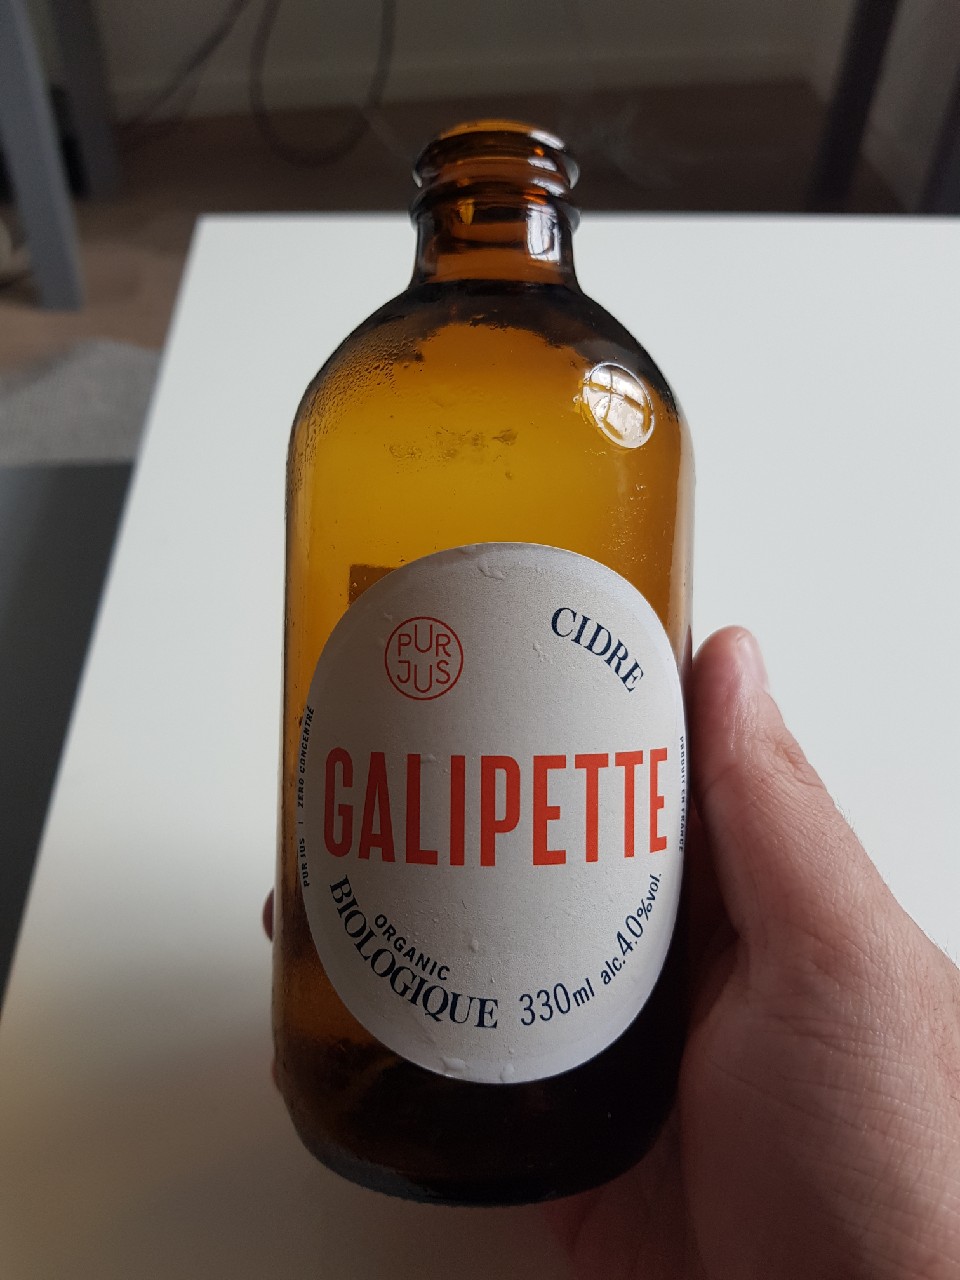 PUR
JUS
CIDRE
PUR JUS | ZERO CONCENTRÉ
GALIPETTE
PRODUIT EN FRANCE
ORGANIC
BIOLOGIQUE
330ml alc.4.0%vol.